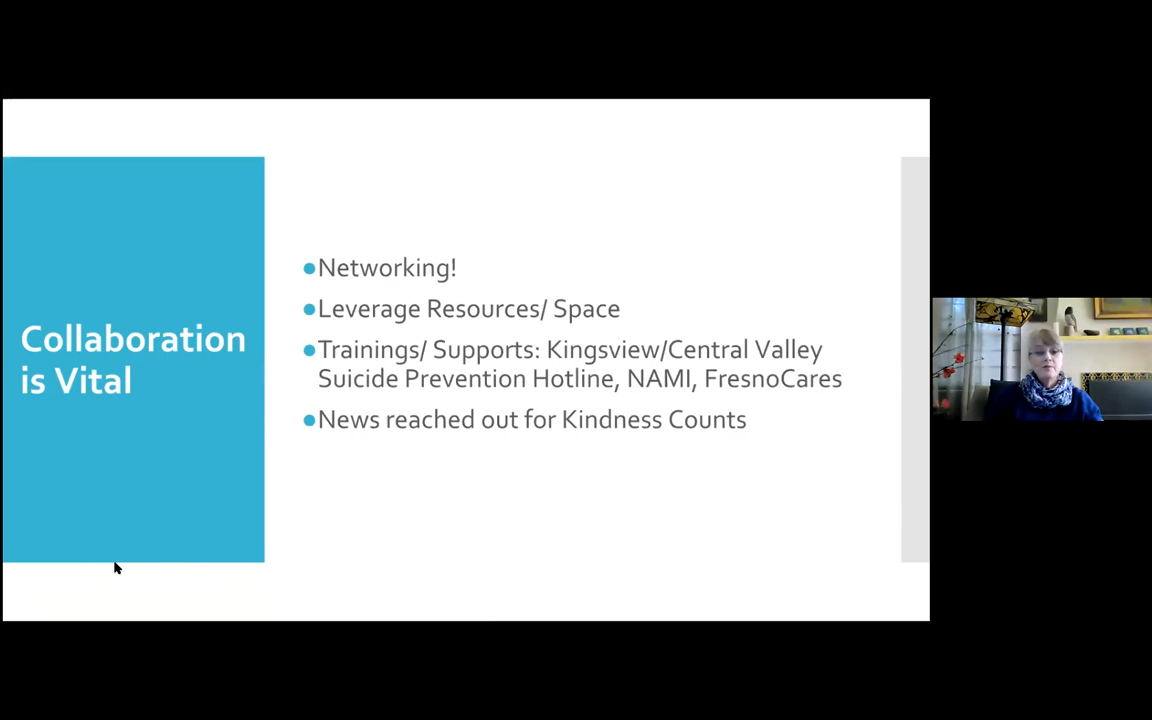 Collaboration
is Vital
●Networking!
●Leverage Resources/ Space
●Trainings/ Supports: Kingsview/Central Valley
Suicide Prevention Hotline, NAMI, FresnoCares
●News reached out for Kindness Counts